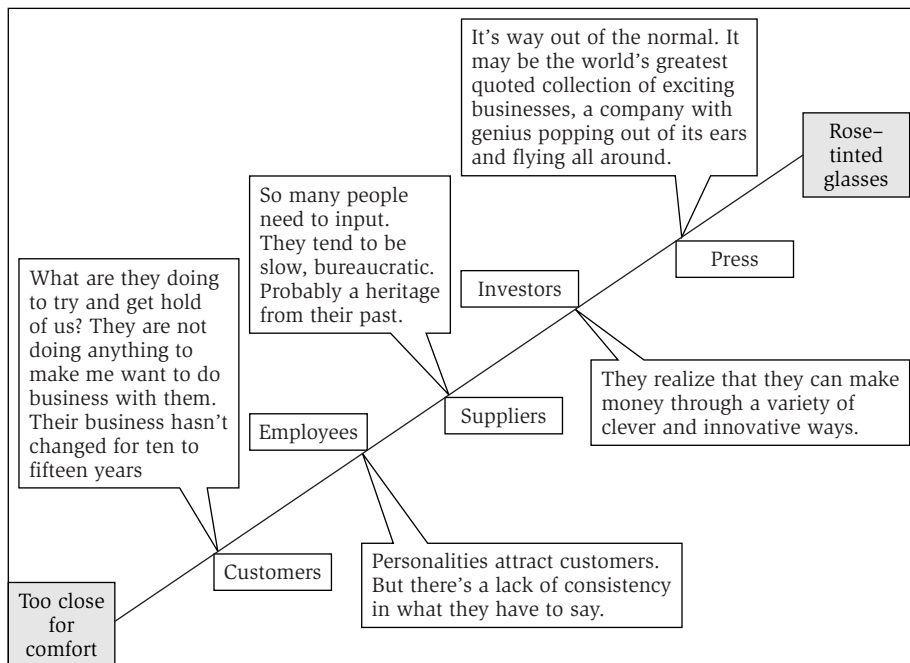 It's way out of the normal. It
may be the world's greatest
quoted collection of exciting
businesses, a company with
genius popping out of its ears
and flying all around.
Rose–
tinted
glasses
So many people
need to input.
They tend to be
slow, bureaucratic.
Probably a heritage
from their past.
Press
What are they doing
to try and get hold
of us? They are not
doing anything to
make me want to do
business with them.
Their business hasn't
changed for ten to
fifteen years
Investors
They realize that they can make
money through a variety of
clever and innovative ways.
Suppliers
Employees
Customers
Personalities attract customers.
But there's a lack of consistency
in what they have to say.
Too close
for
comfort